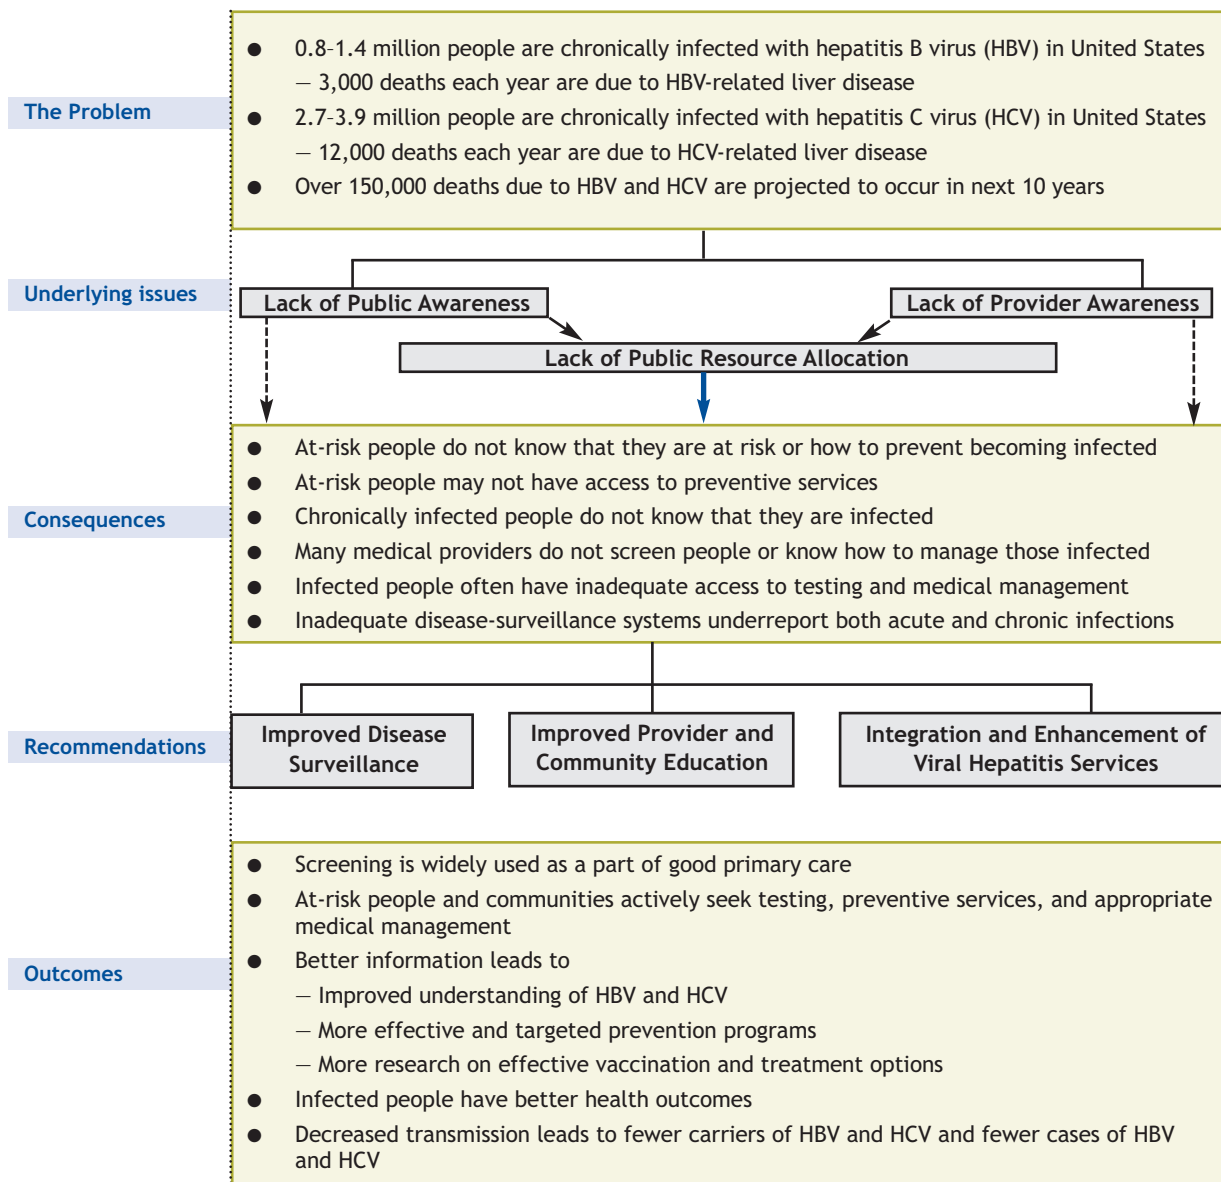 The Problem
● 0.8–1.4 million people are chronically infected with hepatitis B virus (HBV) in United States
— 3,000 deaths each year are due to HBV-related liver disease
● 2.7–3.9 million people are chronically infected with hepatitis C virus (HCV) in United States
— 12,000 deaths each year are due to HCV-related liver disease
● Over 150,000 deaths due to HBV and HCV are projected to occur in next 10 years
Underlying issues
Lack of Public Awareness
Lack of Provider Awareness
Lack of Public Resource Allocation
Consequences
● At-risk people do not know that they are at risk or how to prevent becoming infected
● At-risk people may not have access to preventive services
● Chronically infected people do not know that they are infected
● Many medical providers do not screen people or know how to manage those infected
● Infected people often have inadequate access to testing and medical management
● Inadequate disease-surveillance systems underreport both acute and chronic infections
Recommendations
Improved Disease
Surveillance
Improved Provider and
Community Education
Integration and Enhancement of
Viral Hepatitis Services
Outcomes
● Screening is widely used as a part of good primary care
● At-risk people and communities actively seek testing, preventive services, and appropriate
medical management
● Better information leads to
— Improved understanding of HBV and HCV
— More effective and targeted prevention programs
— More research on effective vaccination and treatment options
● Infected people have better health outcomes
● Decreased transmission leads to fewer carriers of HBV and HCV and fewer cases of HBV
and HCV